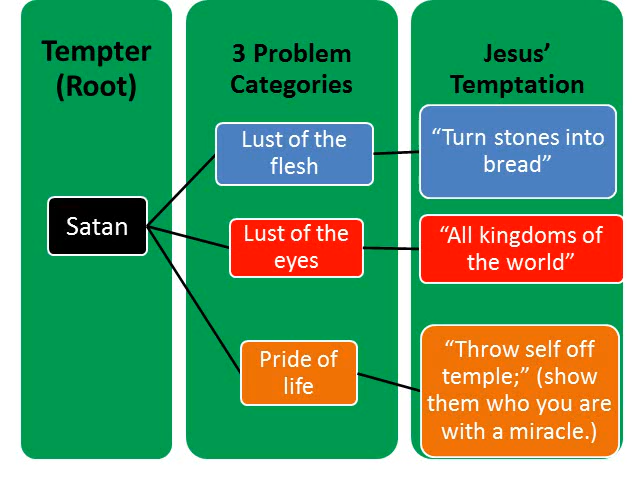 Tempter
(Root)
3 Problem
Categories
Jesus’
Temptation
Satan
Lust of the
flesh
“Turn stones into
bread”
Lust of the
eyes
“All kingdoms of
the world”
Pride of
life
“Throw self off
temple;” (show
them who you are
with a miracle.)